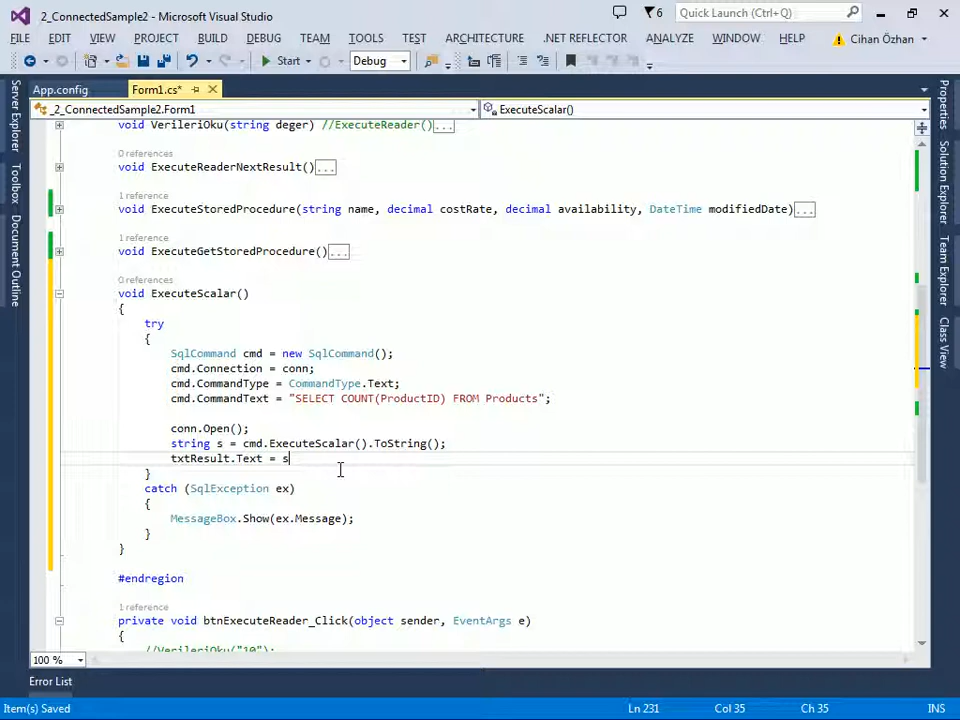 2_ConnectedSample2 - Microsoft Visual Studio
6
Quick Launch (Ctrl+Q)
FILE EDIT VIEW PROJECT BUILD DEBUG TEAM TOOLS TEST ARCHITECTURE .NET REFLECTOR ANALYZE WINDOW HELP Cihan Özhan
Start Debug
App.config Form1.cs*
_2_ConnectedSample2.Form1 ExecuteScalar()
void VerileriOku(string deger) //ExecuteReader()...
0 references
void ExecuteReaderNextResult()...
1 reference
void ExecuteStoredProcedure(string name, decimal costRate, decimal availability, DateTime modifiedDate)...
1 reference
void ExecuteGetStoredProcedure()...
0 references
void ExecuteScalar()
{
try
{
SqlCommand cmd = new SqlCommand();
cmd.Connection = conn;
cmd.CommandType = CommandType.Text;
cmd.CommandText = "SELECT COUNT(ProductID) FROM Products";
conn.Open();
string s = cmd.ExecuteScalar().ToString();
txtResult.Text = s
}
catch (SqlException ex)
{
MessageBox.Show(ex.Message);
}
}
#endregion
1 reference
private void btnExecuteReader_Click(object sender, EventArgs e)
{
//VerileriOku("10");
Server Explorer
Toolbox
Document Outline
Properties
Solution Explorer
Team Explorer
Class View
100 %
Error List
Item(s) Saved Ln 231 Col 35 Ch 35 INS